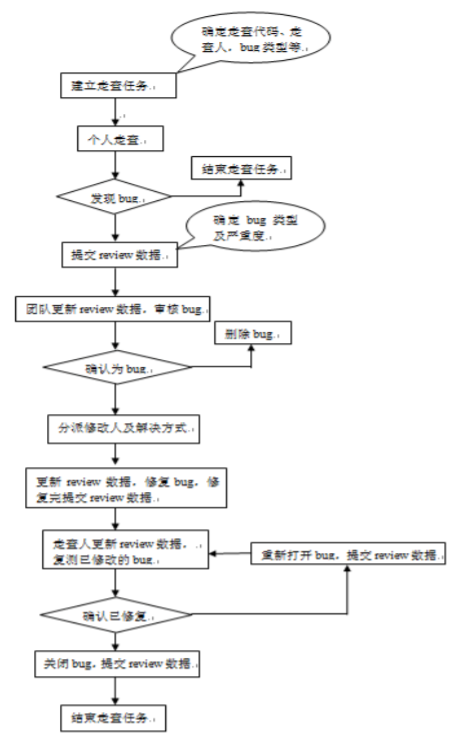 确定走查代码、走
查人，bug 类型等.
建立走查任务.
个人走查.
结束走查任务.
发现 bug.
确定 bug 类型
及严重度.
提交 review 数据.
团队更新 review 数据，审核 bug.
删除 bug.
确认为 bug.
分派修改人及解决方式.
更新 review 数据，修复 bug，修
复完提交 review 数据.
走查人更新 review 数据，
复测已修改的 bug.
重新打开 bug，提交 review 数据.
确认已修复.
关闭 bug，提交 review 数据.
结束走查任务.